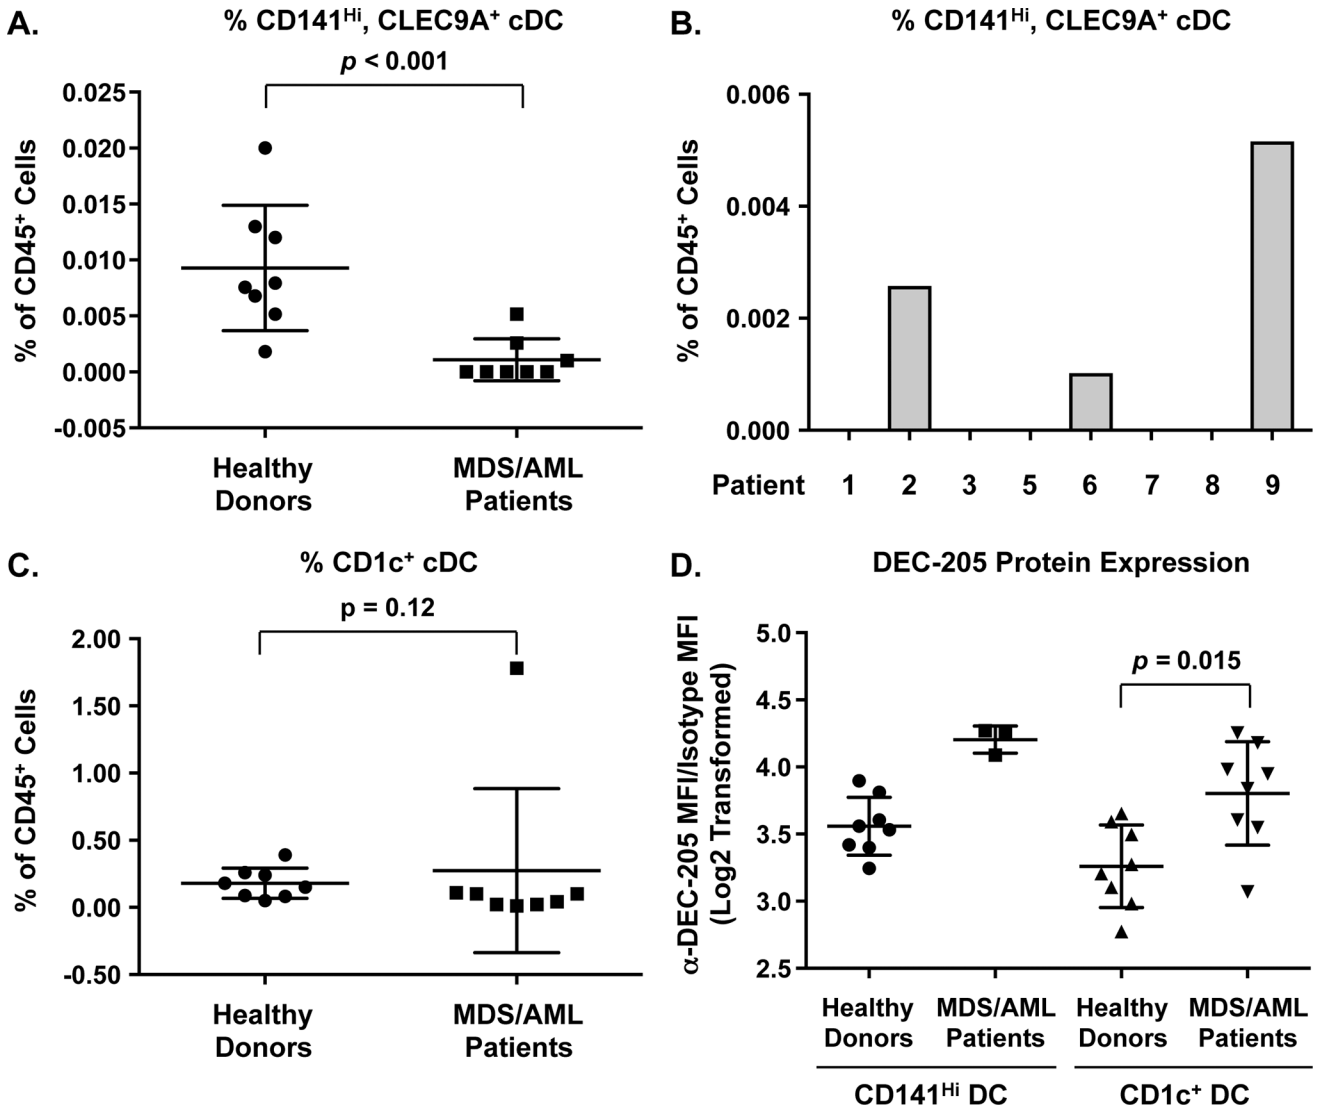 A.
% CD141Hi, CLEC9A+ cDC
p < 0.001
% of CD45+ Cells
0.025
0.020
0.015
0.010
0.005
0.000
-0.005
Healthy
Donors
MDS/AML
Patients
B.
% CD141Hi, CLEC9A+ cDC
% of CD45+ Cells
0.006
0.004
0.002
0.000
Patient 1 2 3 5 6 7 8 9
C.
% CD1c+ cDC
p = 0.12
% of CD45+ Cells
2.00
1.50
1.00
0.50
0.00
-0.50
Healthy
Donors
MDS/AML
Patients
D.
DEC-205 Protein Expression
p = 0.015
α-DEC-205 MFI/Isotype MFI
(Log2 Transformed)
5.0
4.5
4.0
3.5
3.0
2.5
Healthy
Donors
MDS/AML
Patients
Healthy
Donors
MDS/AML
Patients
CD141Hi DC
CD1c+ DC